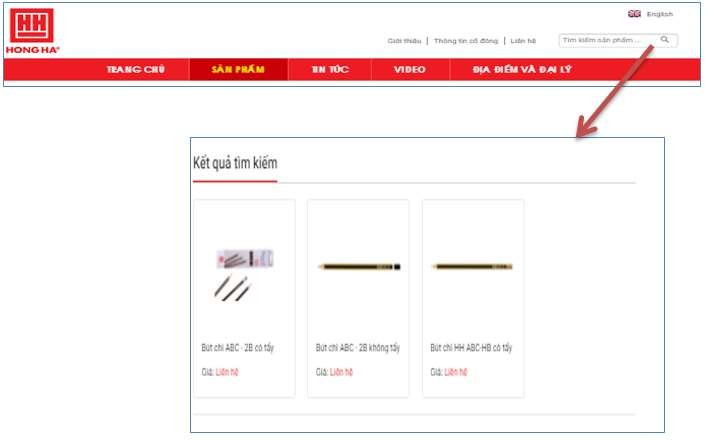 HH
HONG HA®
English
Giới thiệu | Thông tin cổ đông | Liên hệ
Tìm kiếm sản phẩm ...
TRANG CHỦ SẢN PHẨM TIN TỨC VIDEO ĐỊA ĐIỂM VÀ ĐẠI LÝ
Kết quả tìm kiếm
Bút chì ABC - 2B có tẩy
Giá: Liên hệ
Bút chì ABC - 2B không tẩy
Giá: Liên hệ
Bút chì HH ABC-HB có tẩy
Giá: Liên hệ